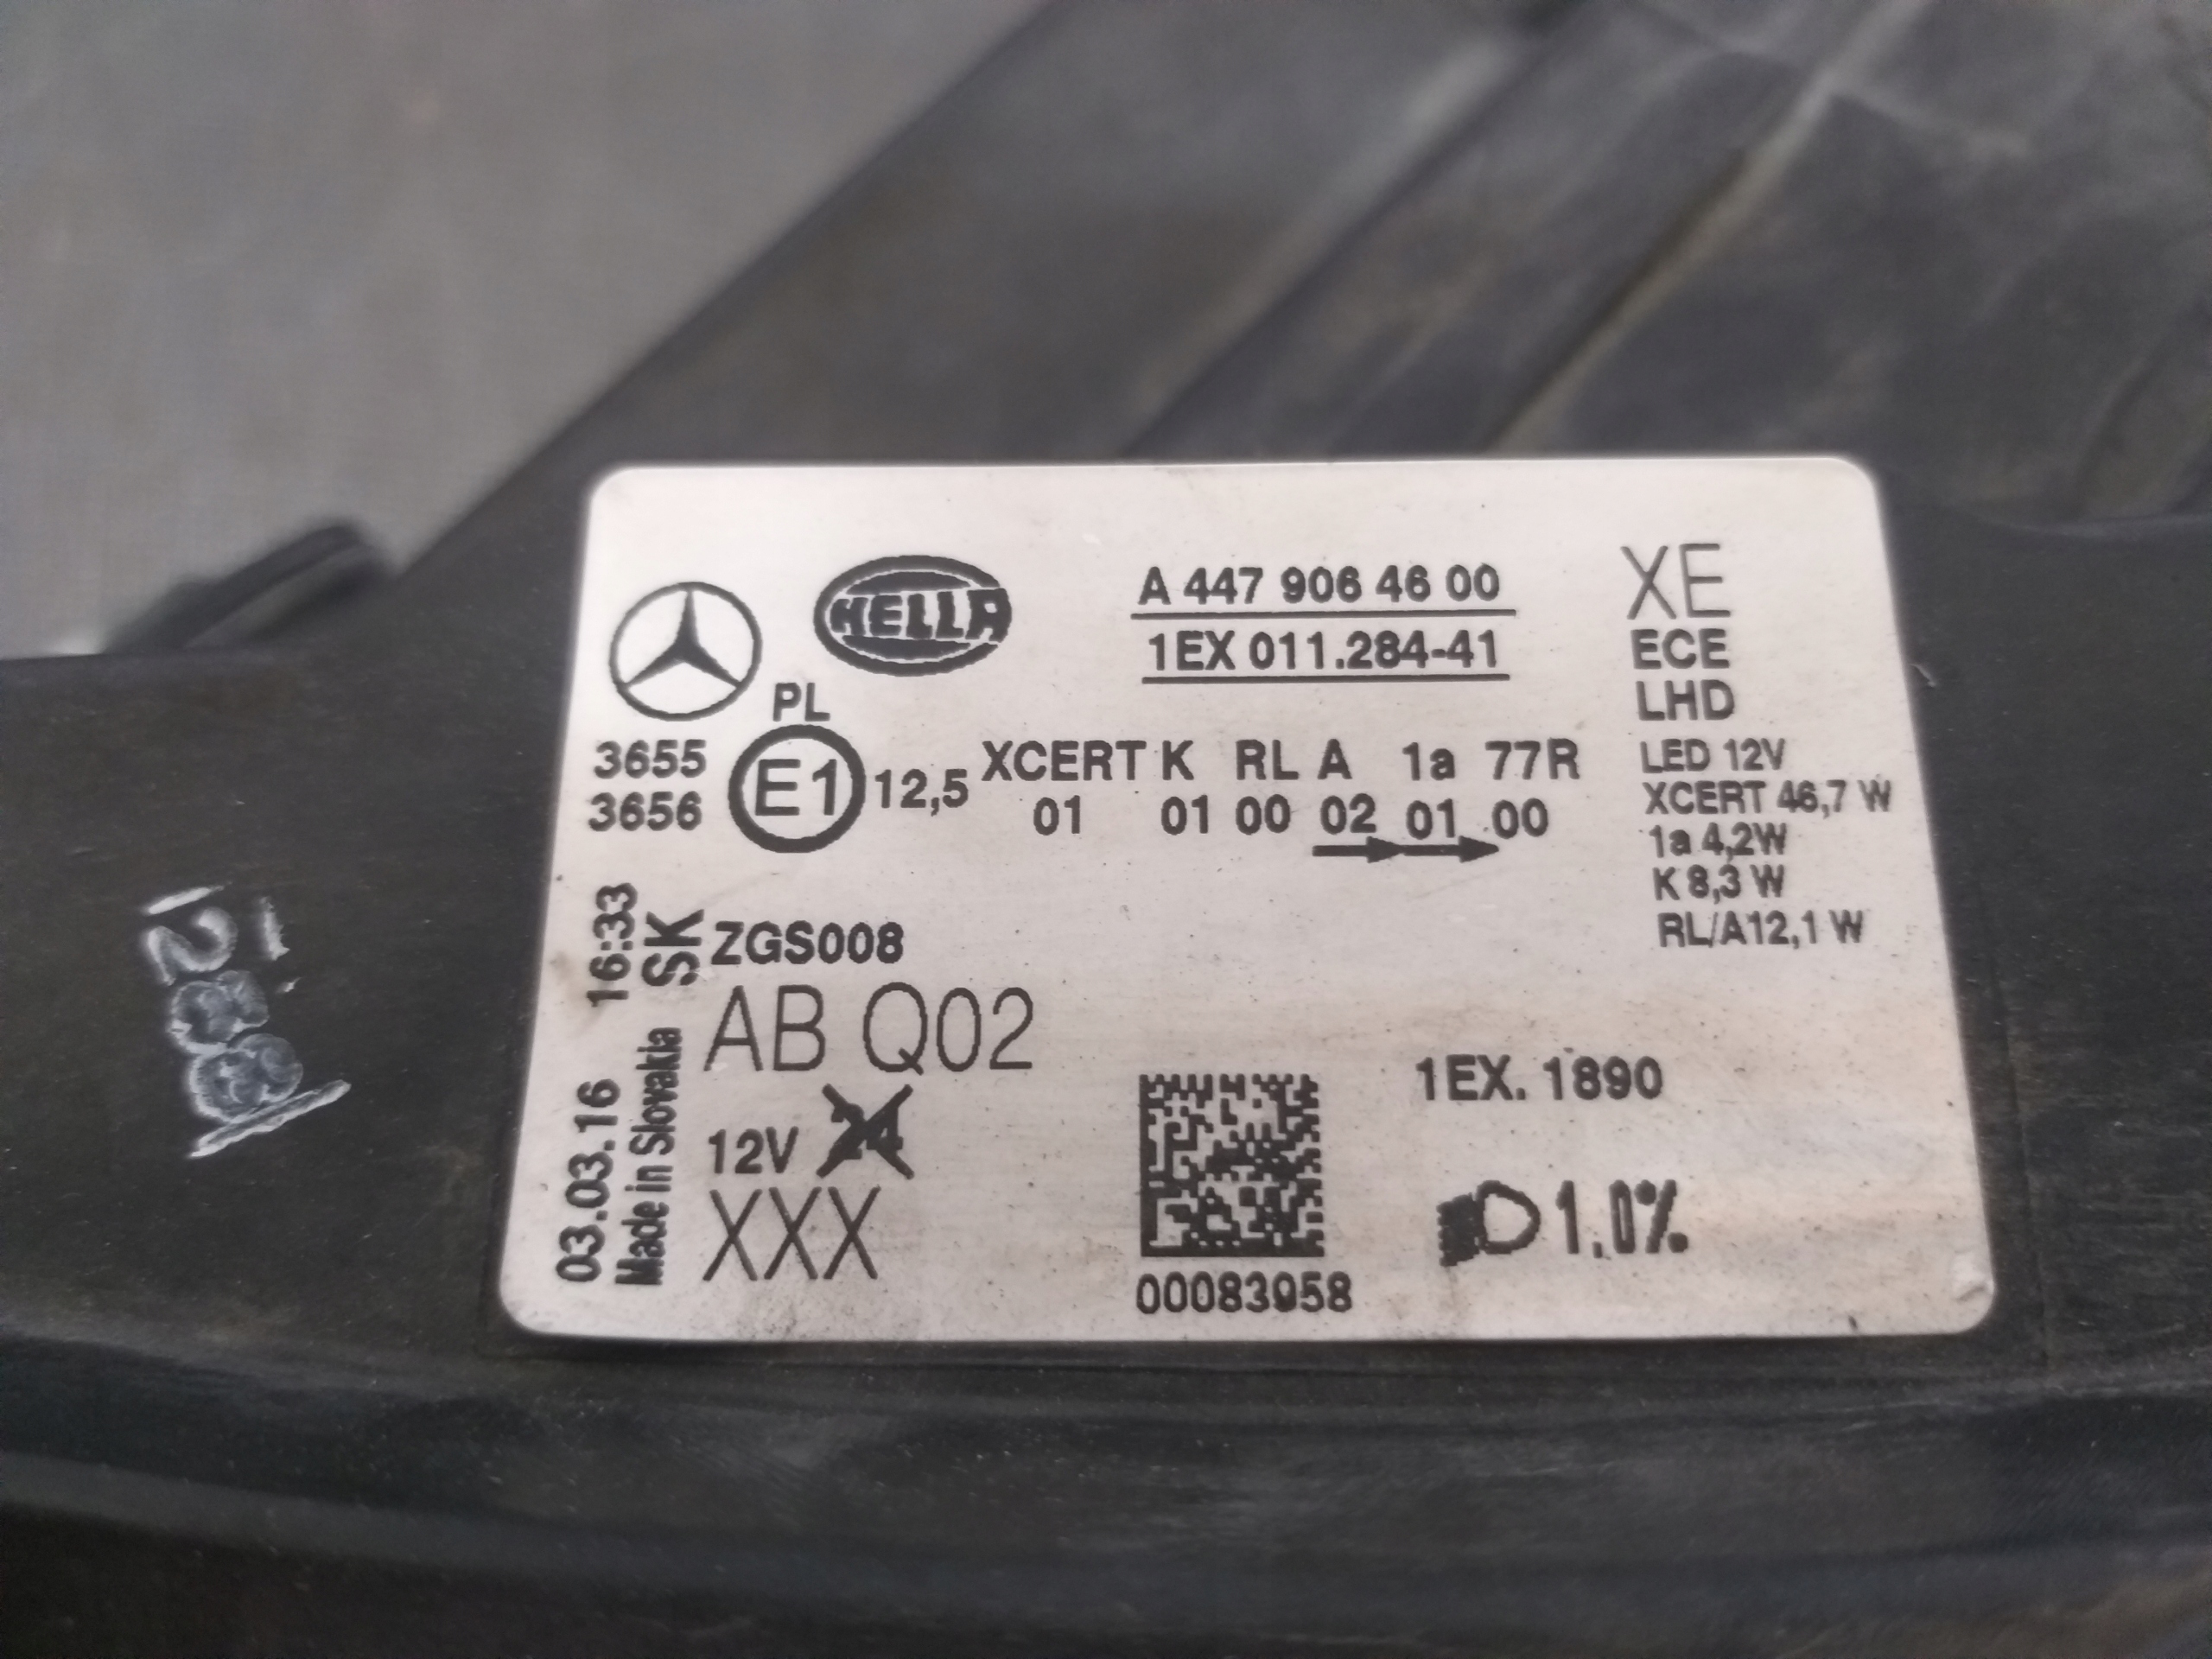 HELLA
A 447 906 46 00
1EX 011.284-41
XE
ECE
LHD
PL
3655
3656
E1
12,5
XCERT K RL A 1a 77R
01 01 00 02 01 00
LED 12V
XCERT 46,7 W
1a 4,2W
K 8,3 W
RL/A12,1 W
03.03.16 16:33
Made in Slovakia SK
ZGS008
AB Q02
12V
XXX
00083958
1EX. 1890
1.0%